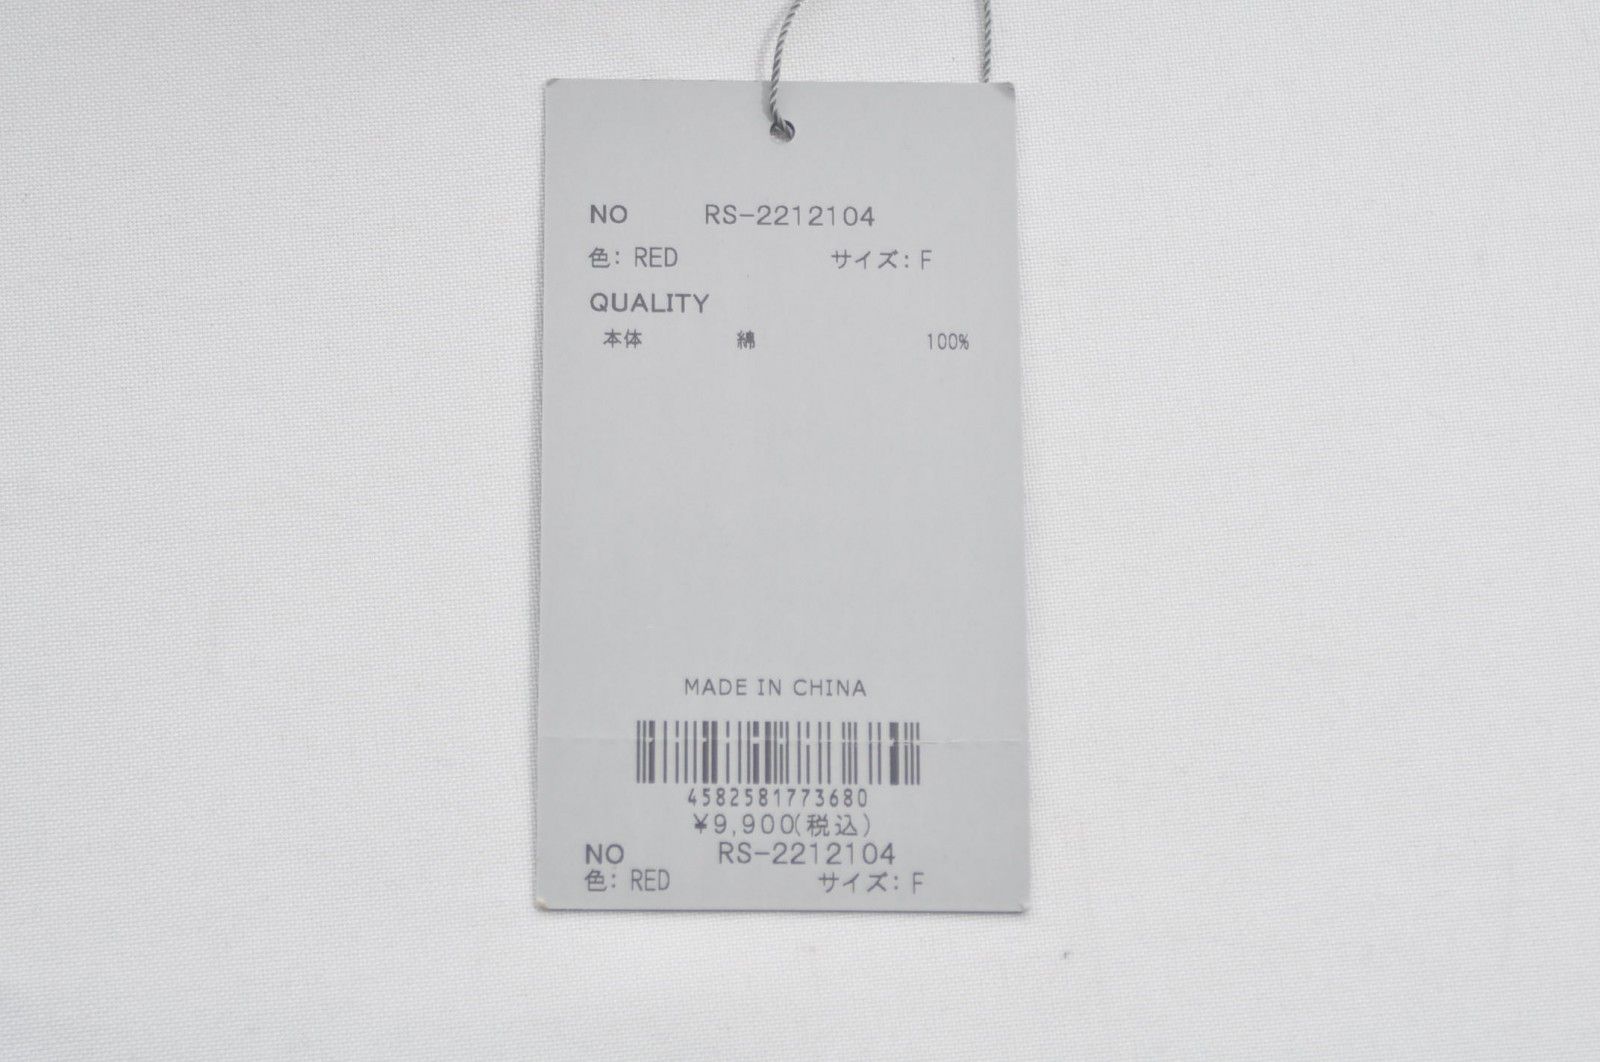 NO RS-2212104
色: RED サイズ: F
QUALITY
本体 綿 100%
MADE IN CHINA
4582581773680
¥9,900(税込)
NO RS-2212104
色: RED サイズ: F